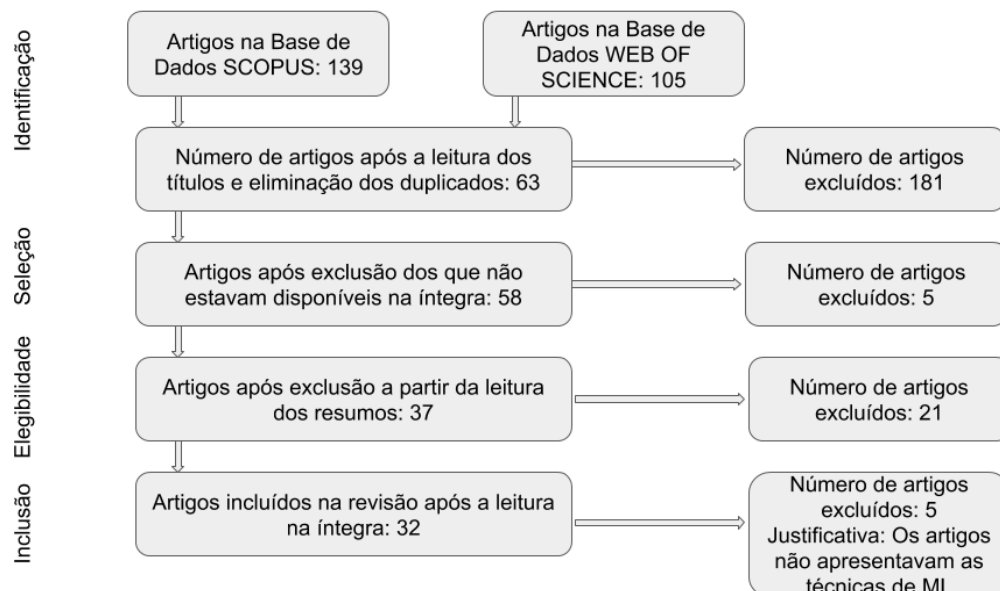 Identificação
Artigos na Base de
Dados SCOPUS: 139
Artigos na Base de
Dados WEB OF
SCIENCE: 105
Número de artigos após a leitura dos
títulos e eliminação dos duplicados: 63
Número de artigos
excluídos: 181
Seleção
Artigos após exclusão dos que não
estavam disponíveis na íntegra: 58
Número de artigos
excluídos: 5
Elegibilidade
Artigos após exclusão a partir da leitura
dos resumos: 37
Número de artigos
excluídos: 21
Inclusão
Artigos incluídos na revisão após a leitura
na íntegra: 32
Número de artigos
excluídos: 5
Justificativa: Os artigos
não apresentavam as
técnicas de ML